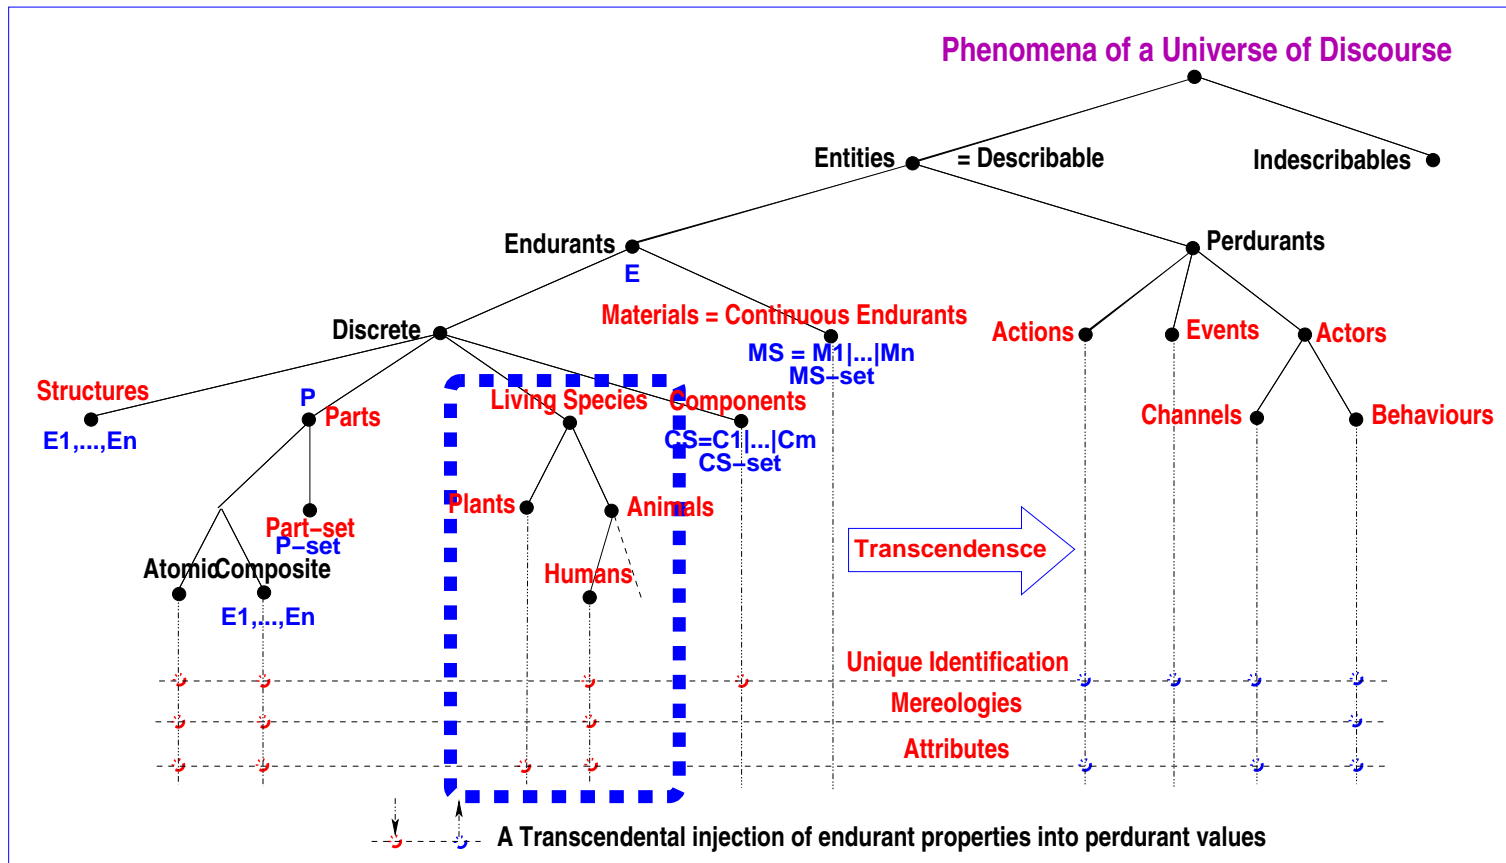 Phenomena of a Universe of Discourse
Entities = Describable
Indescribables
Endurants
E
Perdurants
Discrete
Materials = Continuous Endurants
MS = M1|...|Mn
MS-set
Actions
Events
Actors
Structures
E1,...,En
P
Parts
Living Species
Components
CS=C1|...|Cm
CS-set
Channels
Behaviours
Plants
Animals
Part-set
P-set
Atomic
Composite
E1,...,En
Humans
Transcendensce
Unique Identification
Mereologies
Attributes
A Transcendental injection of endurant properties into perdurant values